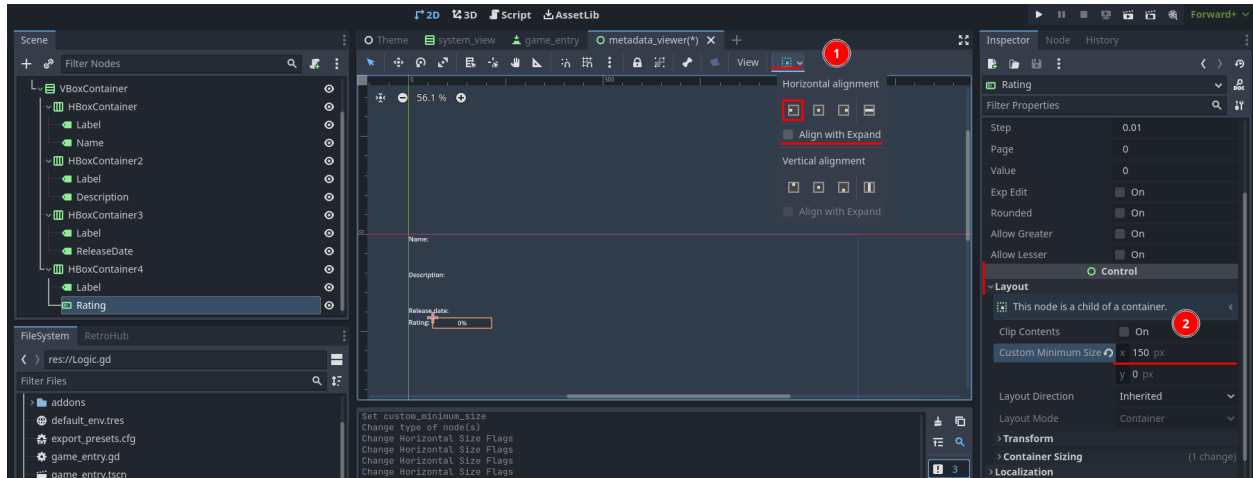 2D 3D Script AssetLib
Forward+
Scene
Theme system_view game_entry metadata_viewer(*)
Inspector Node History
Filter Nodes
View
1
Rating
DOC
VBoxContainer
HBoxContainer
Label
Name
HBoxContainer2
Label
Description
HBoxContainer3
Label
ReleaseDate
HBoxContainer4
Label
Rating
0 500
56.1 %
0
Name:
Description:
Release date:
Rating: 0%
Horizontal alignment
Align with Expand
Vertical alignment
Align with Expand
Filter Properties
Step 0.01
Page 0
Value 0
Exp Edit On
Rounded On
Allow Greater On
Allow Lesser On
Control
Layout
This node is a child of a container.
2
Clip Contents On
Custom Minimum Size x 150 px
y 0 px
Layout Direction Inherited
Layout Mode Container
Transform
Container Sizing (1 change)
Localization
FileSystem RetroHub
res://Logic.gd
Filter Files
addons
default_env.tres
export_presets.cfg
game_entry.gd
game_entry.tscn
Set custom_minimum_size
Change type of node(s)
Change Horizontal Size Flags
Change Horizontal Size Flags
Change Horizontal Size Flags
Change Horizontal Size Flags
3